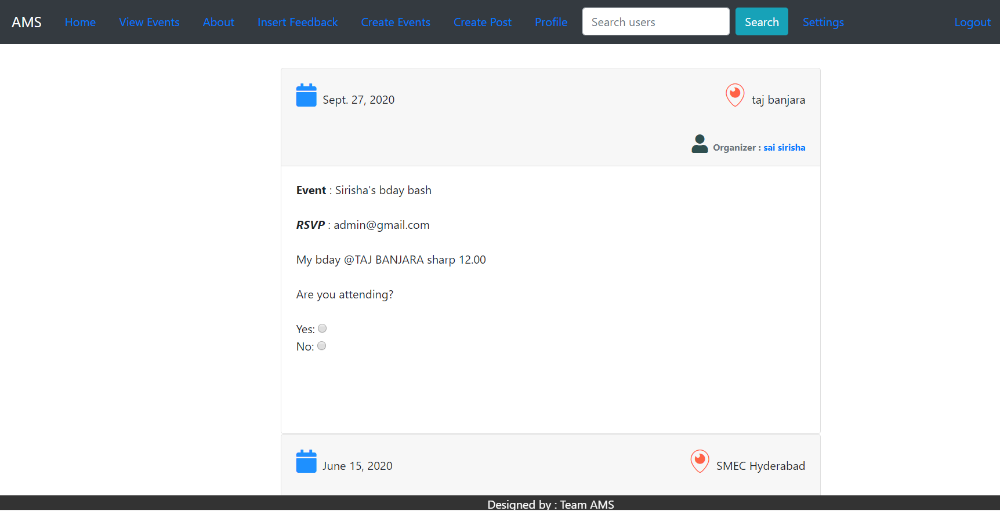 AMS Home View Events About Insert Feedback Create Events Create Post Profile Search users Search Settings Logout
Sept. 27, 2020 taj banjara
Organizer : sai sirisha
Event : Sirisha's bday bash
RSVP : admin@gmail.com
My bday @TAJ BANJARA sharp 12.00
Are you attending?
Yes:
No:
June 15, 2020 SMEC Hyderabad
Designed by : Team AMS